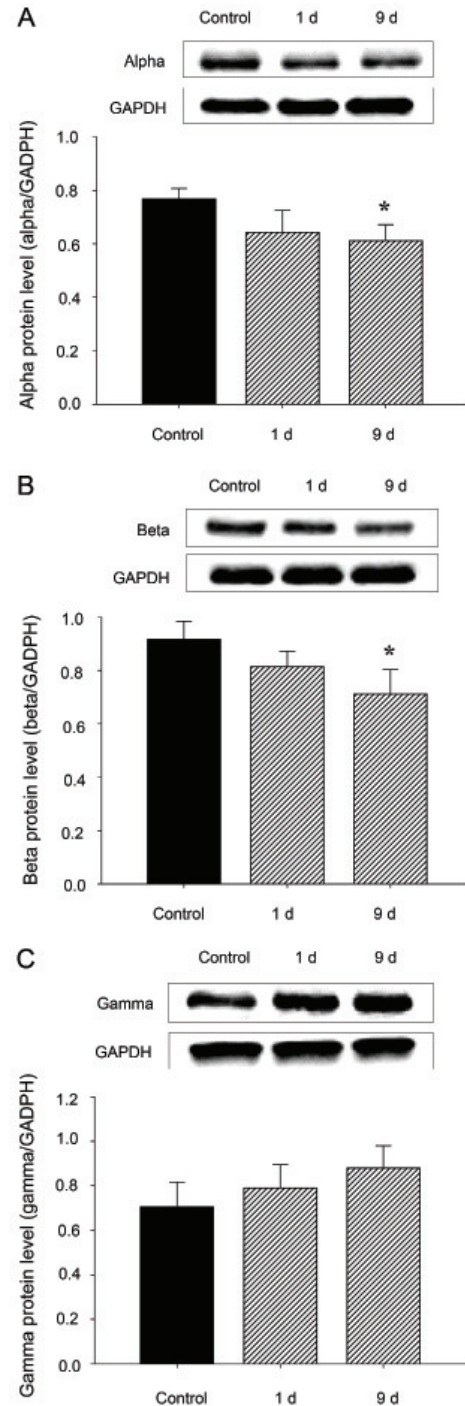 A
Control 1 d 9 d
Alpha
GAPDH
Alpha protein level (alpha/GADPH)
1.0
0.8
0.6
0.4
0.2
0.0
*
Control 1 d 9 d
B
Control 1 d 9 d
Beta
GAPDH
Beta protein level (beta/GADPH)
1.0
0.8
0.6
0.4
0.2
0.0
*
Control 1 d 9 d
C
Control 1 d 9 d
Gamma
GAPDH
Gamma protein level (gamma/GADPH)
1.2
1.0
0.8
0.6
0.4
0.2
0.0
Control 1 d 9 d